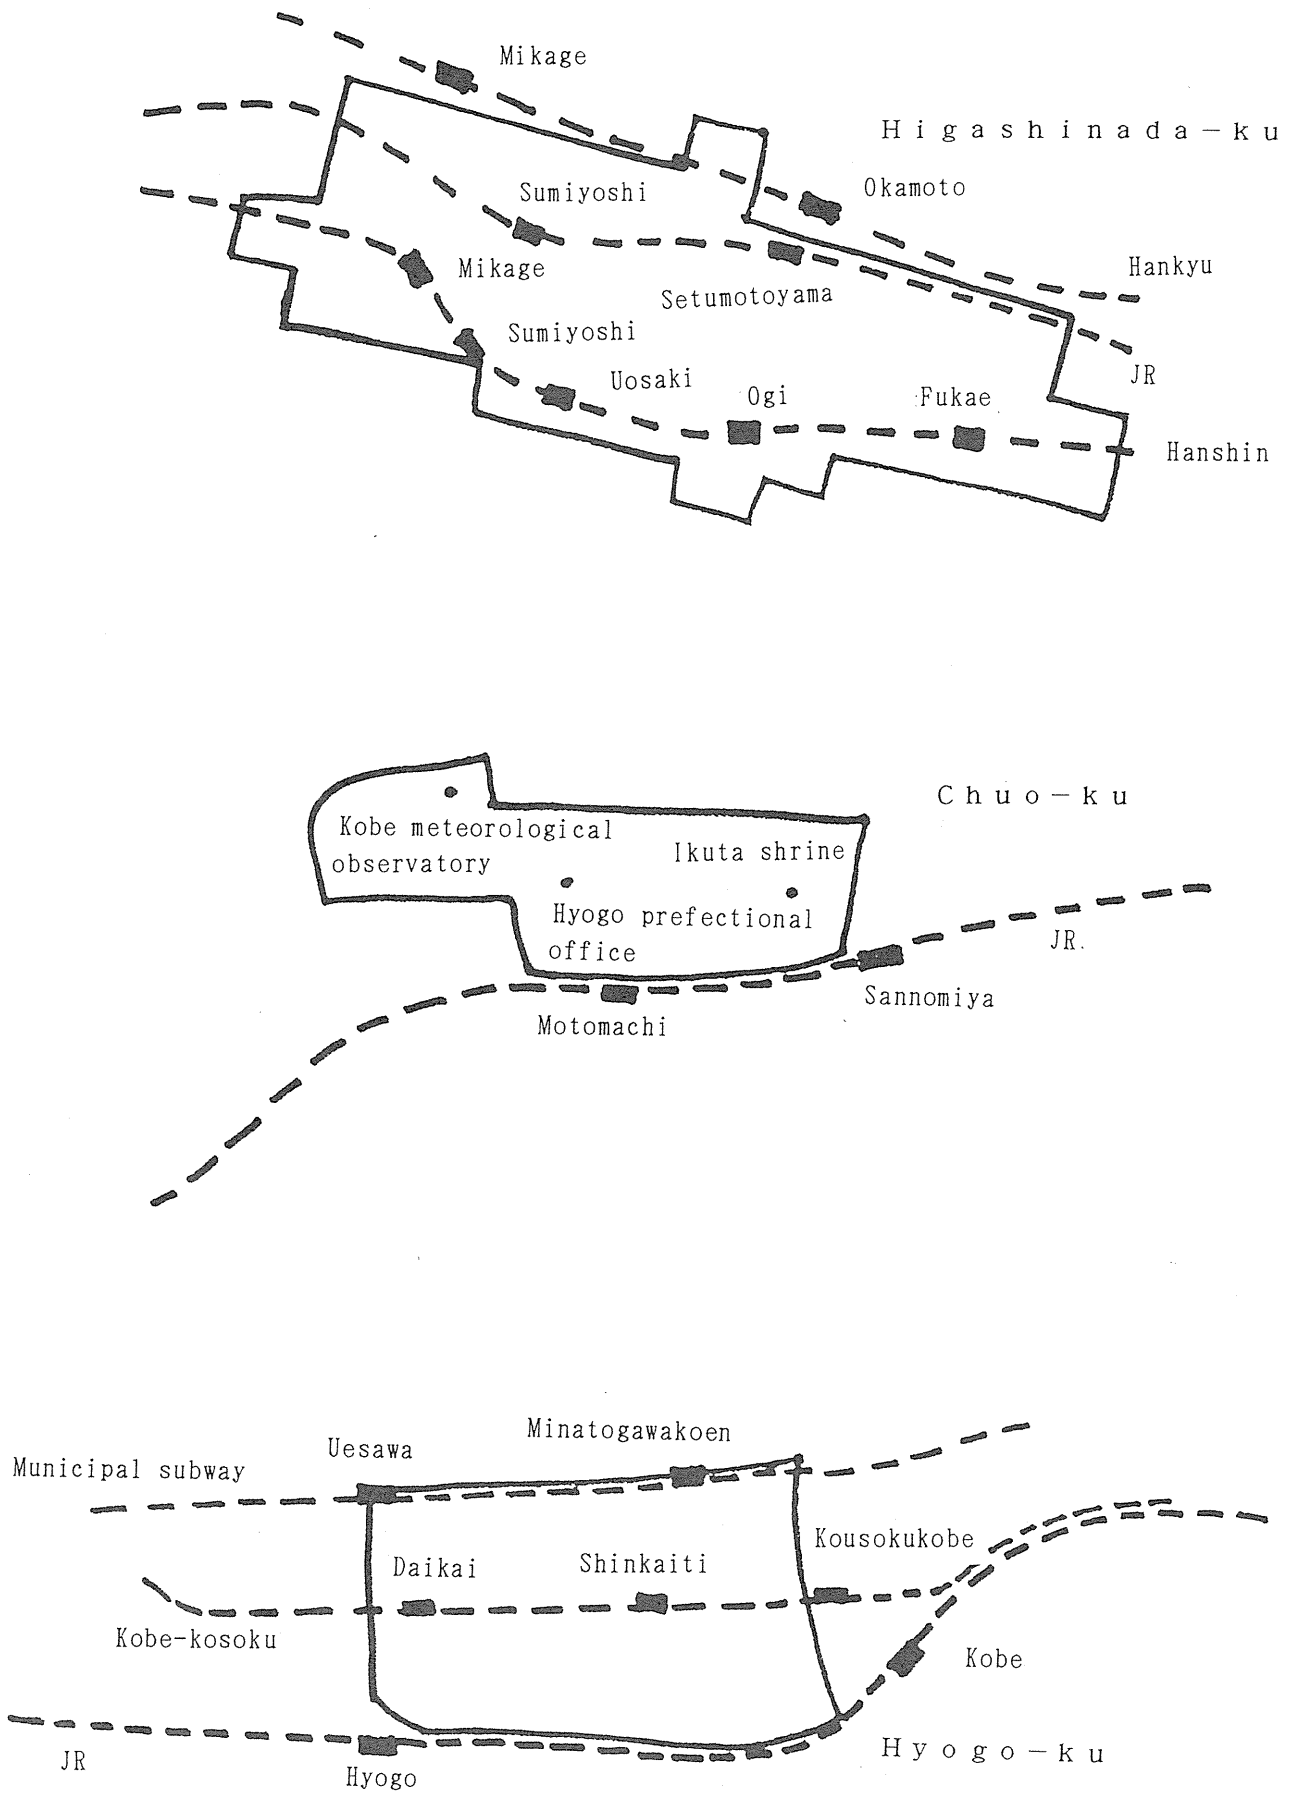 Mikage
Higashinada-ku
Okamoto
Sumiyoshi
Hankyu
Mikage
Setumotoyama
Sumiyoshi
JR
Uosaki
Ogi
Fukae
Hanshin
Chuo-ku
Kobe meteorological
observatory
Ikuta shrine
Hyogo prefectional
office
JR.
Sannomiya
Motomachi
Minatogawakoen
Uesawa
Municipal subway
Kousokukobe
Daikai
Shinkaiti
Kobe-kosoku
Kobe
Hyogo-ku
JR
Hyogo